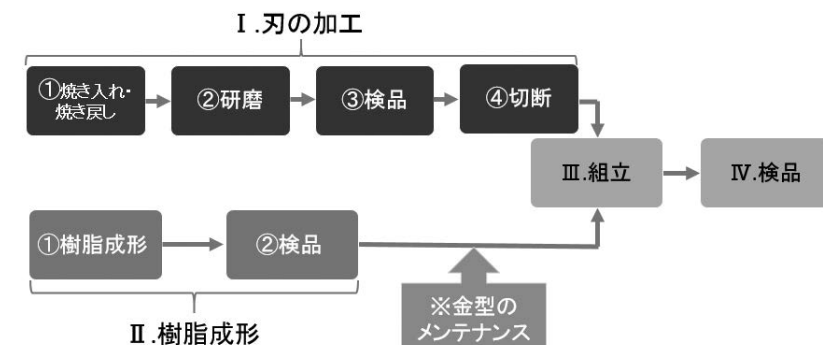 Ⅰ.刃の加工
①焼き入れ・
焼き戻し
②研磨
③検品
④切断
Ⅲ.組立
Ⅳ.検品
①樹脂成形
②検品
※金型の
メンテナンス
Ⅱ.樹脂成形